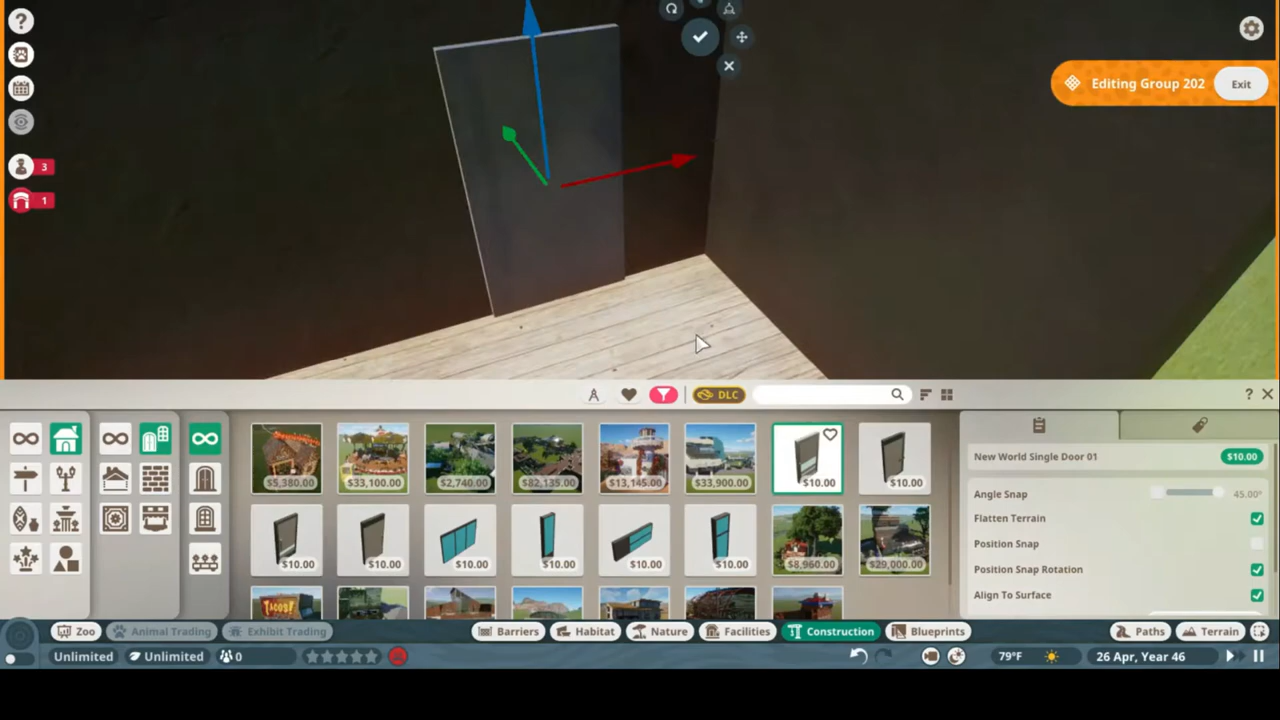 Editing Group 202 Exit
3
1
DLC
$5,380.00 $33,100.00 $2,740.00 $82,135.00 $13,145.00 $33,900.00 $10.00 $10.00
$10.00 $10.00 $10.00 $10.00 $10.00 $10.00 $8,960.00 $29,000.00
TACOS!
New World Single Door 01 $10.00
Angle Snap 45.00°
Flatten Terrain
Position Snap
Position Snap Rotation
Align To Surface
Zoo Animal Trading Exhibit Trading Barriers Habitat Nature Facilities Construction Blueprints Paths Terrain
Unlimited Unlimited 0 79°F 26 Apr, Year 46